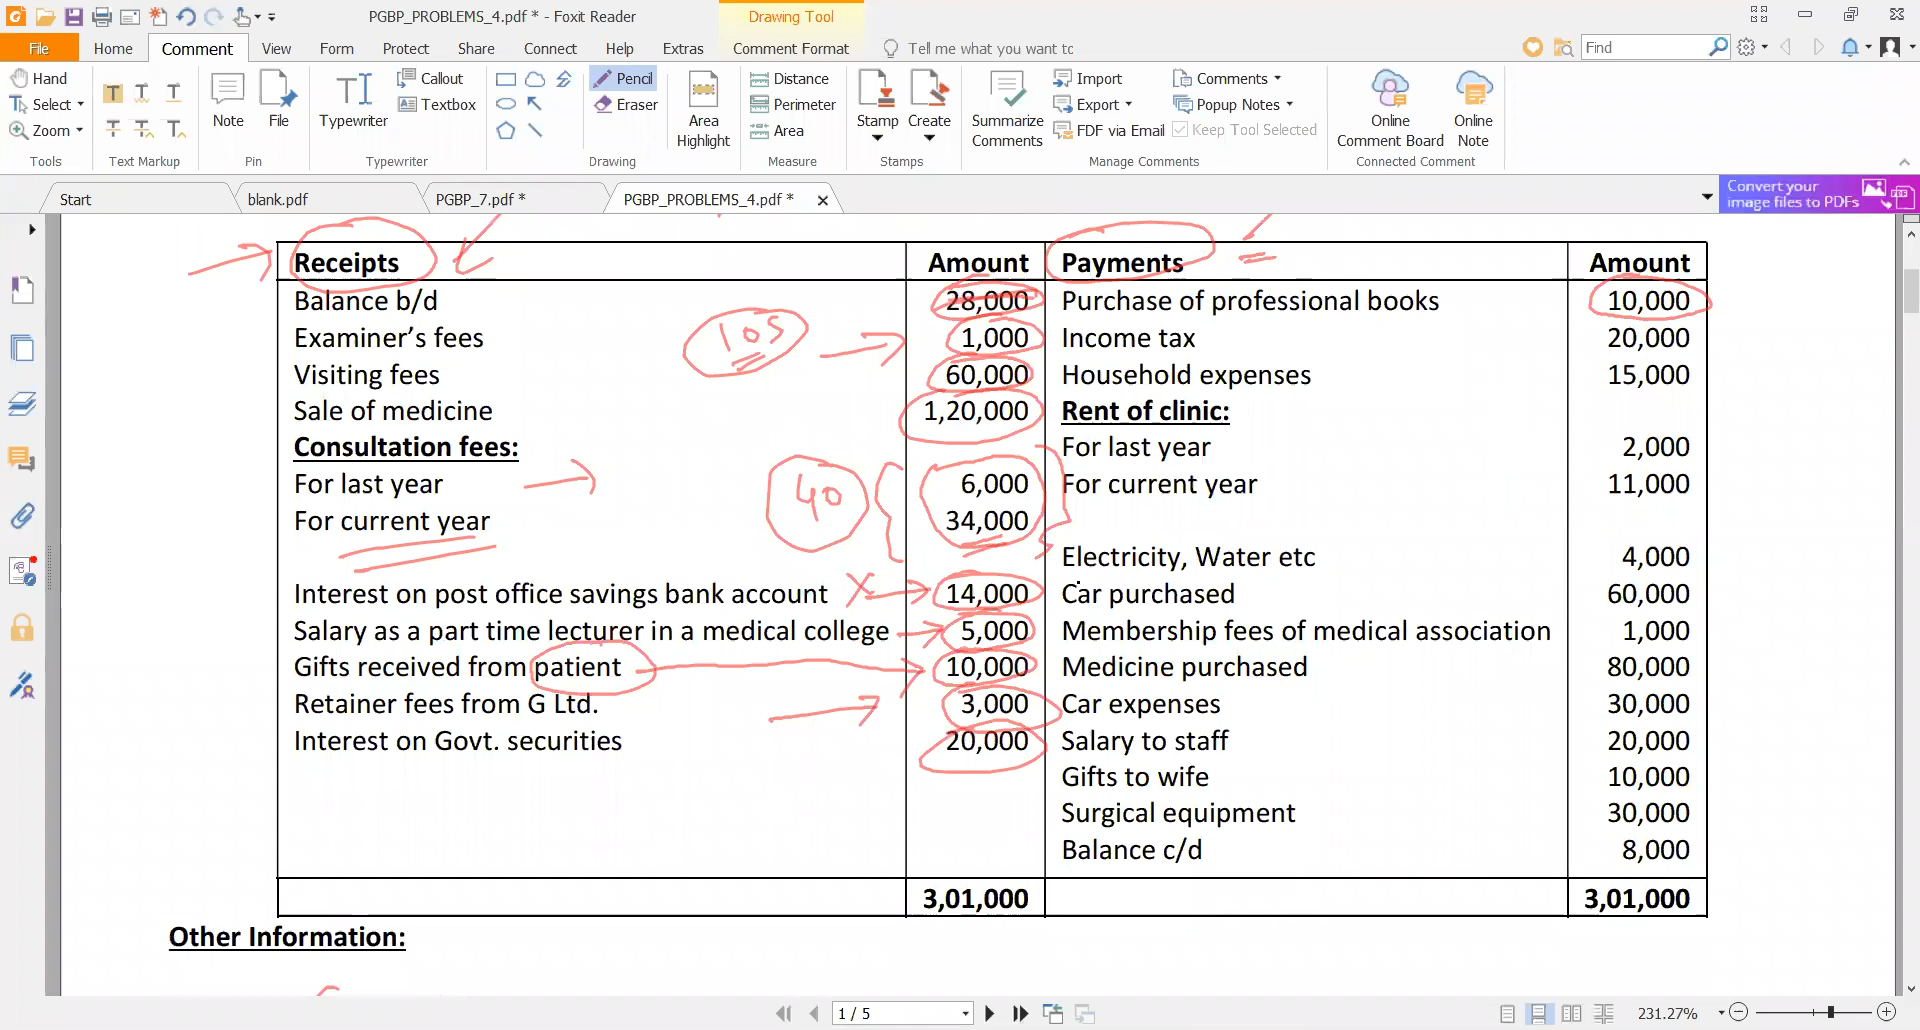 PGBP_PROBLEMS_4.pdf * - Foxit Reader
Drawing Tool
File Home Comment View Form Protect Share Connect Help Extras Comment Format Tell me what you want to Find
Hand Select Zoom
Note File Typewriter Callout Textbox Pencil Eraser Area Highlight Distance Perimeter Area Stamp Create Summarize Comments Import Export FDF via Email Comments Popup Notes Keep Tool Selected Online Comment Board Online Note
Tools Text Markup Pin Typewriter Drawing Measure Stamps Manage Comments Connected Comment
Start blank.pdf PGBP_7.pdf * PGBP_PROBLEMS_4.pdf * Convert your
image files to PDFs
Receipts Amount Payments Amount
Balance b/d 28,000 Purchase of professional books 10,000
Examiner's fees 105 1,000 Income tax 20,000
Visiting fees 60,000 Household expenses 15,000
Sale of medicine 1,20,000 Rent of clinic:
Consultation fees: For last year 2,000
For last year 40 6,000 For current year 11,000
For current year 34,000
Electricity, Water etc 4,000
Interest on post office savings bank account X 14,000 Car purchased 60,000
Salary as a part time lecturer in a medical college 5,000 Membership fees of medical association 1,000
Gifts received from patient 10,000 Medicine purchased 80,000
Retainer fees from G Ltd. 3,000 Car expenses 30,000
Interest on Govt. securities 20,000 Salary to staff 20,000
Gifts to wife 10,000
Surgical equipment 30,000
Balance c/d 8,000
3,01,000 3,01,000
Other Information:
1 / 5 231.27%